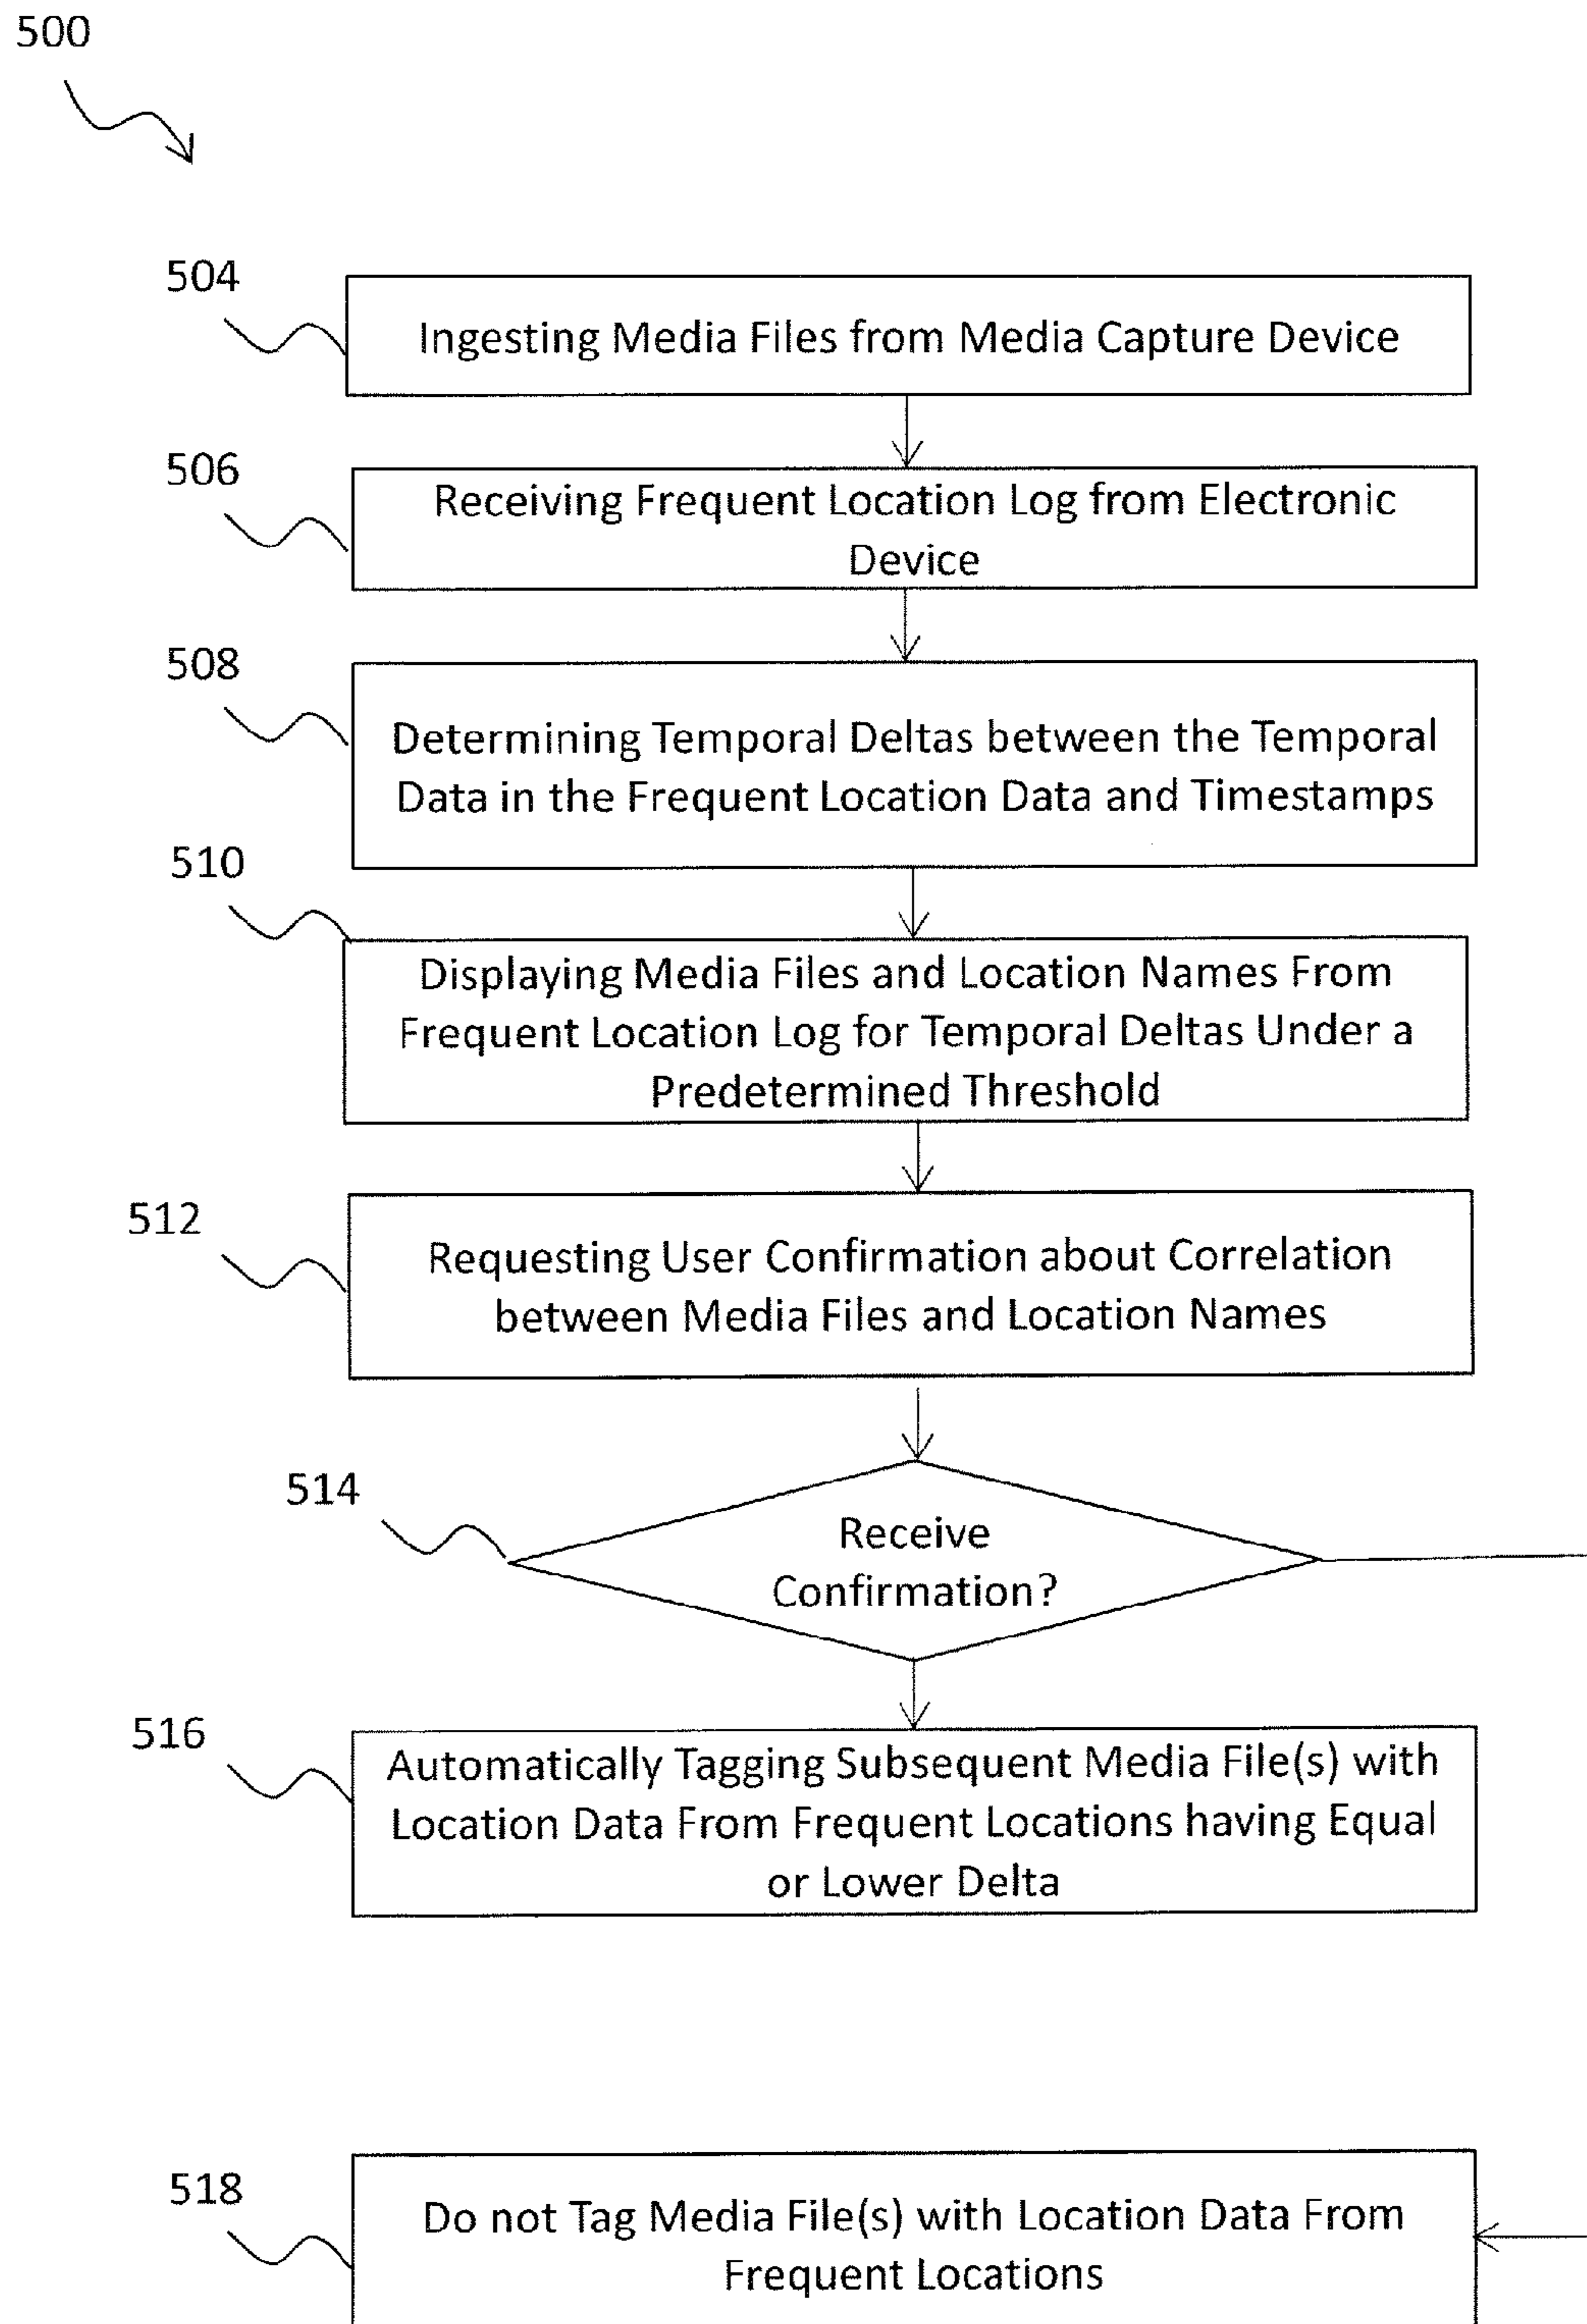 500
504
Ingesting Media Files from Media Capture Device
506
Receiving Frequent Location Log from Electronic
Device
508
Determining Temporal Deltas between the Temporal
Data in the Frequent Location Data and Timestamps
510
Displaying Media Files and Location Names From
Frequent Location Log for Temporal Deltas Under a
Predetermined Threshold
512
Requesting User Confirmation about Correlation
between Media Files and Location Names
514
Receive
Confirmation?
516
Automatically Tagging Subsequent Media File(s) with
Location Data From Frequent Locations having Equal
or Lower Delta
518
Do not Tag Media File(s) with Location Data From
Frequent Locations